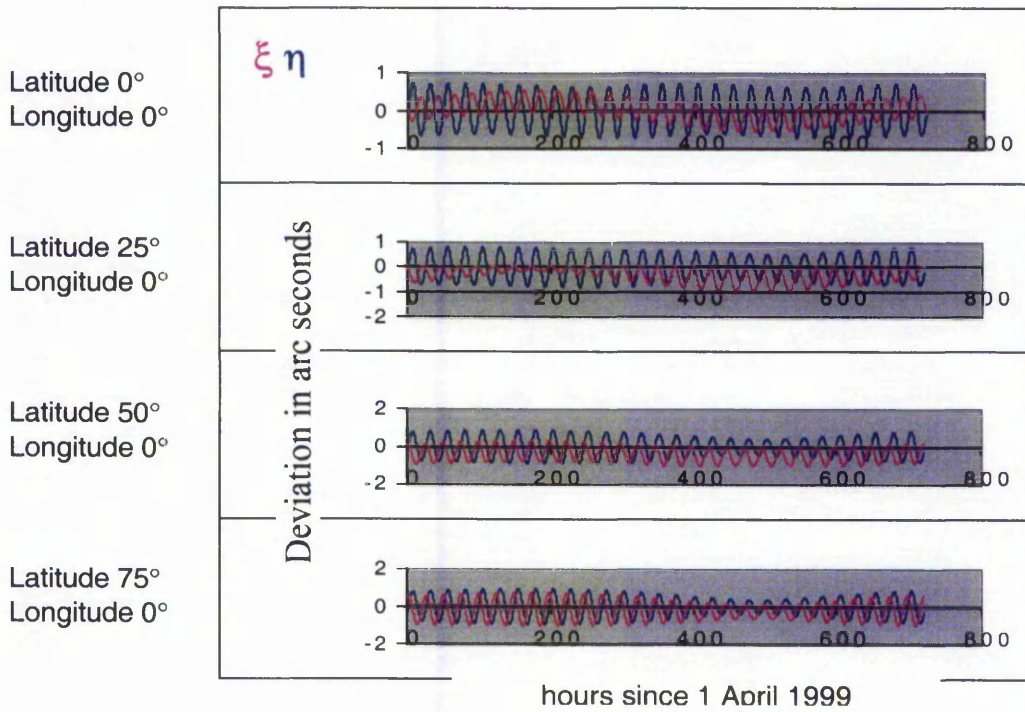 ξ η
Latitude 0°
Longitude 0°
1
0
-1
0 200 400 600 800
Latitude 25°
Longitude 0°
1
0
-1
-2
0 200 400 600 800
Latitude 50°
Longitude 0°
2
0
-2
0 200 400 600 800
Latitude 75°
Longitude 0°
2
0
-2
0 200 400 600 800
Deviation in arc seconds
hours since 1 April 1999